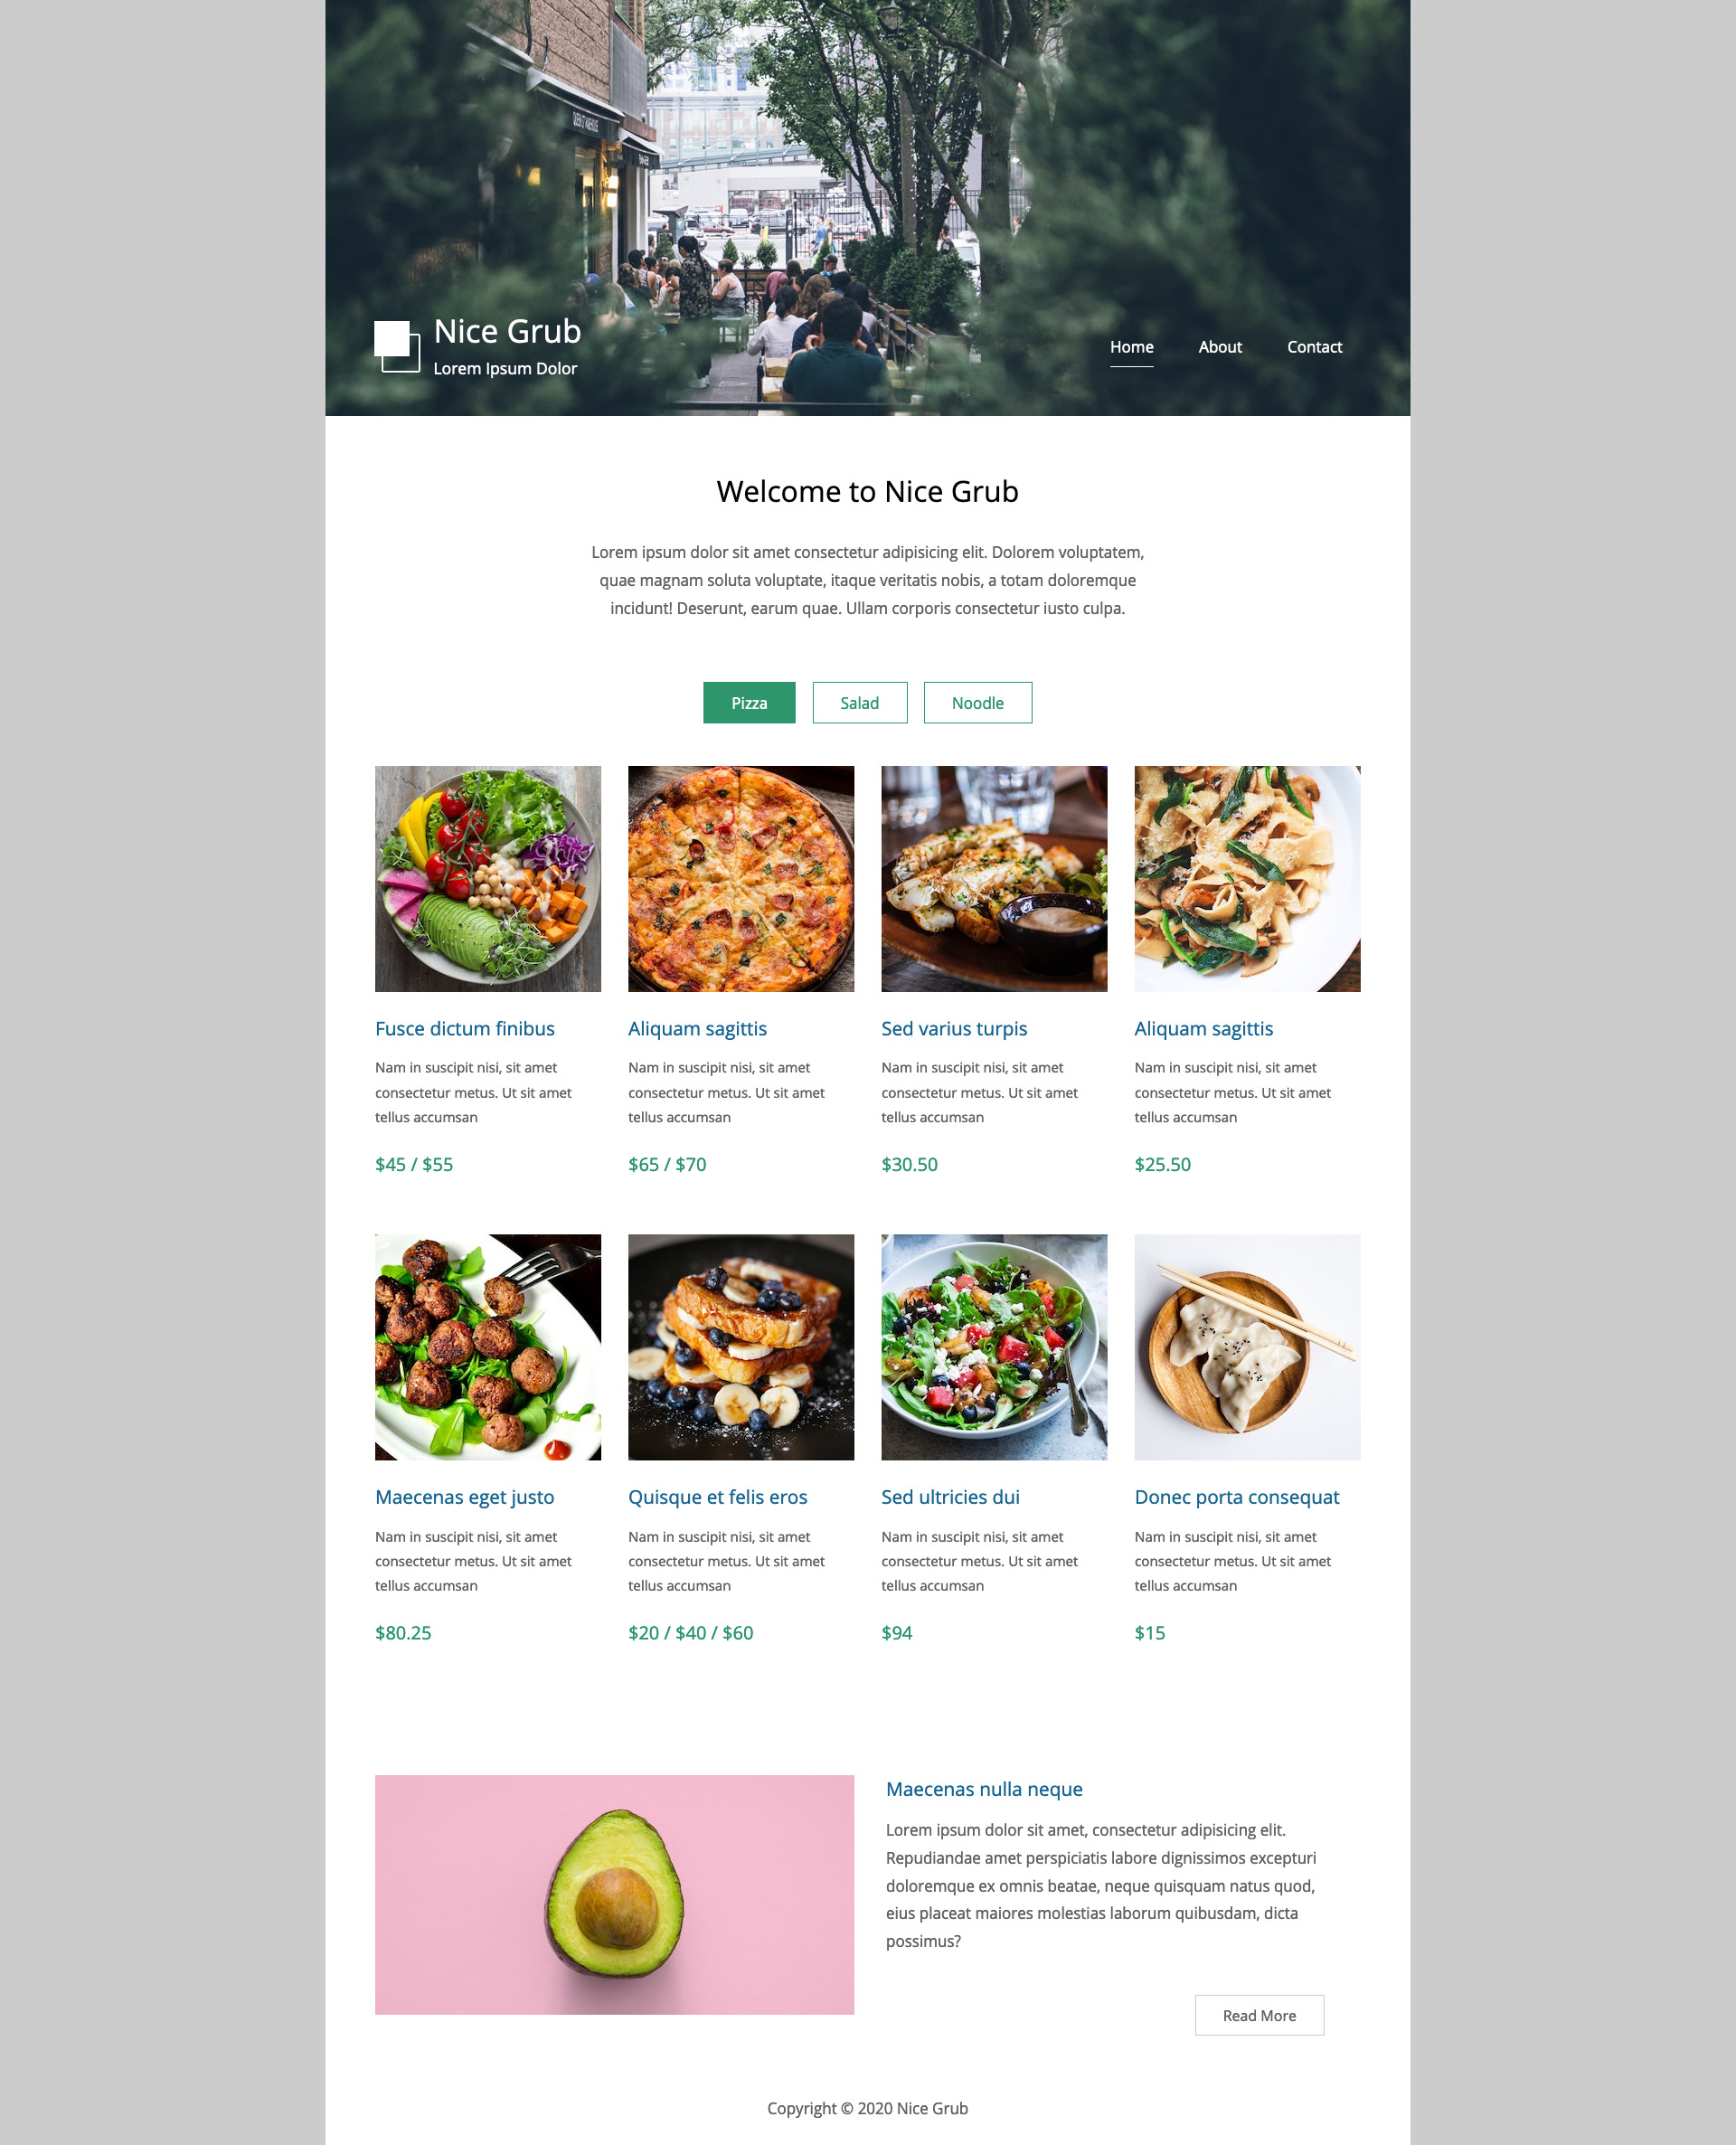 Nice Grub
Lorem Ipsum Dolor
Home
About
Contact
Welcome to Nice Grub
Lorem ipsum dolor sit amet consectetur adipisicing elit. Dolorem voluptatem,
quae magnam soluta voluptate, itaque veritatis nobis, a totam doloremque
incidunt! Deserunt, earum quae. Ullam corporis consectetur iusto culpa.
Pizza
Salad
Noodle
Fusce dictum finibus
Nam in suscipit nisi, sit amet
consectetur metus. Ut sit amet
tellus accumsan
$45 / $55
Aliquam sagittis
Nam in suscipit nisi, sit amet
consectetur metus. Ut sit amet
tellus accumsan
$65 / $70
Sed varius turpis
Nam in suscipit nisi, sit amet
consectetur metus. Ut sit amet
tellus accumsan
$30.50
Aliquam sagittis
Nam in suscipit nisi, sit amet
consectetur metus. Ut sit amet
tellus accumsan
$25.50
Maecenas eget justo
Nam in suscipit nisi, sit amet
consectetur metus. Ut sit amet
tellus accumsan
$80.25
Quisque et felis eros
Nam in suscipit nisi, sit amet
consectetur metus. Ut sit amet
tellus accumsan
$20 / $40 / $60
Sed ultricies dui
Nam in suscipit nisi, sit amet
consectetur metus. Ut sit amet
tellus accumsan
$94
Donec porta consequat
Nam in suscipit nisi, sit amet
consectetur metus. Ut sit amet
tellus accumsan
$15
Maecenas nulla neque
Lorem ipsum dolor sit amet, consectetur adipisicing elit.
Repudiandae amet perspiciatis labore dignissimos excepturi
doloremque ex omnis beatae, neque quisquam natus quod,
eius placeat maiores molestias laborum quibusdam, dicta
possimus?
Read More
Copyright © 2020 Nice Grub